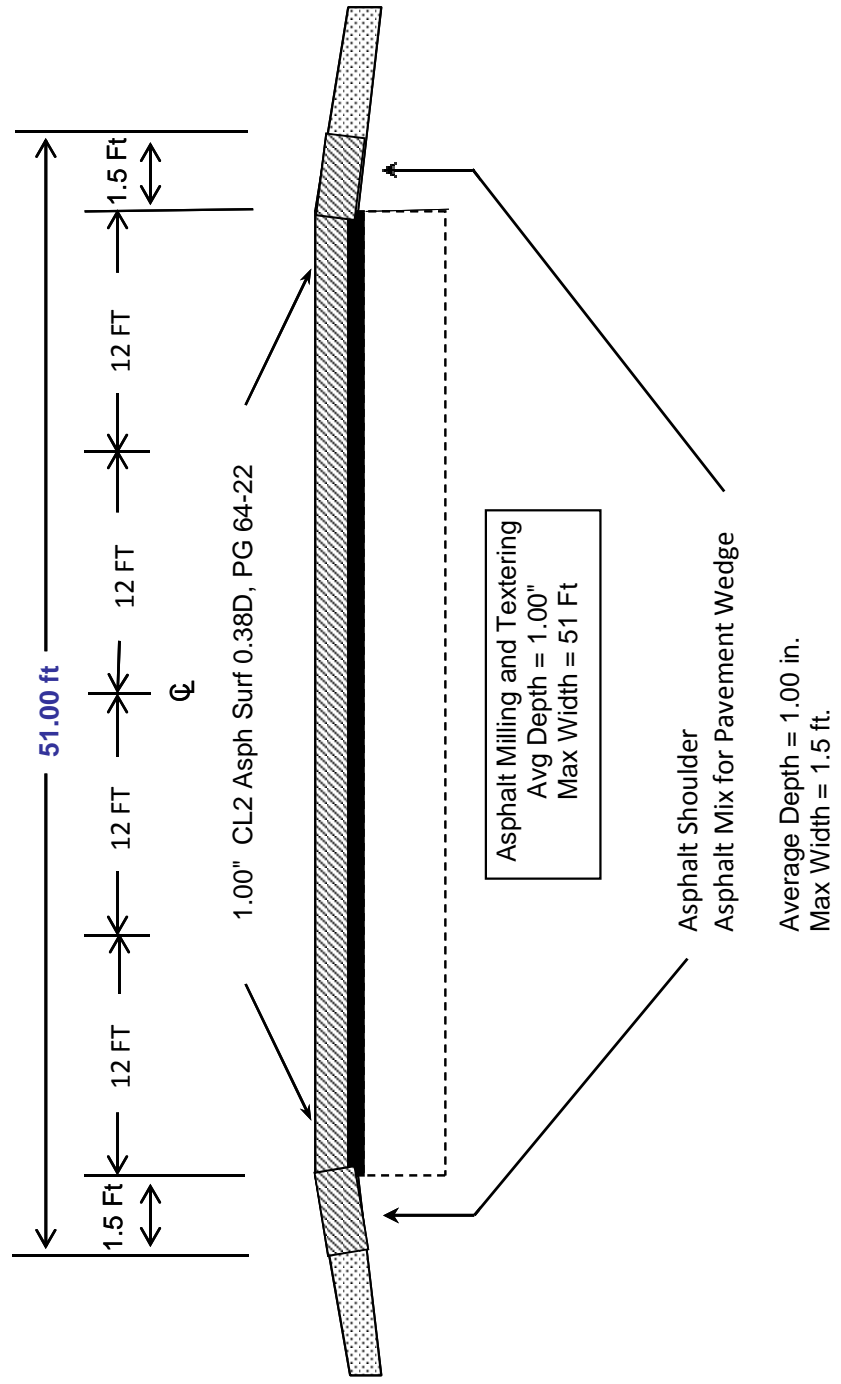 51.00 ft
1.5 Ft
12 FT
12 FT
12 FT
12 FT
1.5 Ft
℄
1.00" CL2 Asph Surf 0.38D, PG 64-22
Asphalt Milling and Textering
Avg Depth = 1.00"
Max Width = 51 Ft
Asphalt Shoulder
Asphalt Mix for Pavement Wedge
Average Depth = 1.00 in.
Max Width = 1.5 ft.